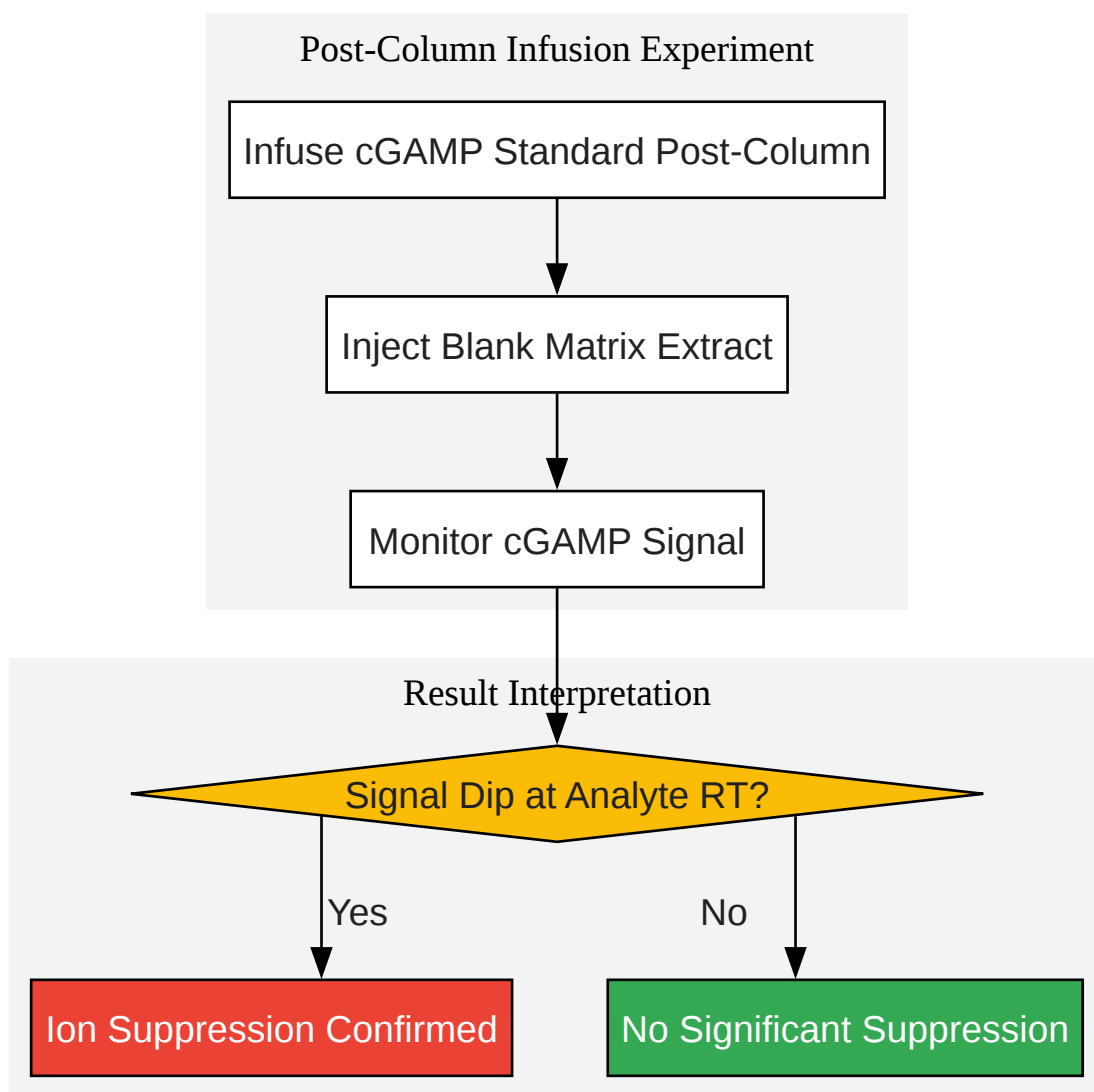 Post-Column Infusion Experiment
Infuse cGAMP Standard Post-Column
Inject Blank Matrix Extract
Monitor cGAMP Signal
Result Interpretation
Signal Dip at Analyte RT?
Yes
No
Ion Suppression Confirmed
No Significant Suppression